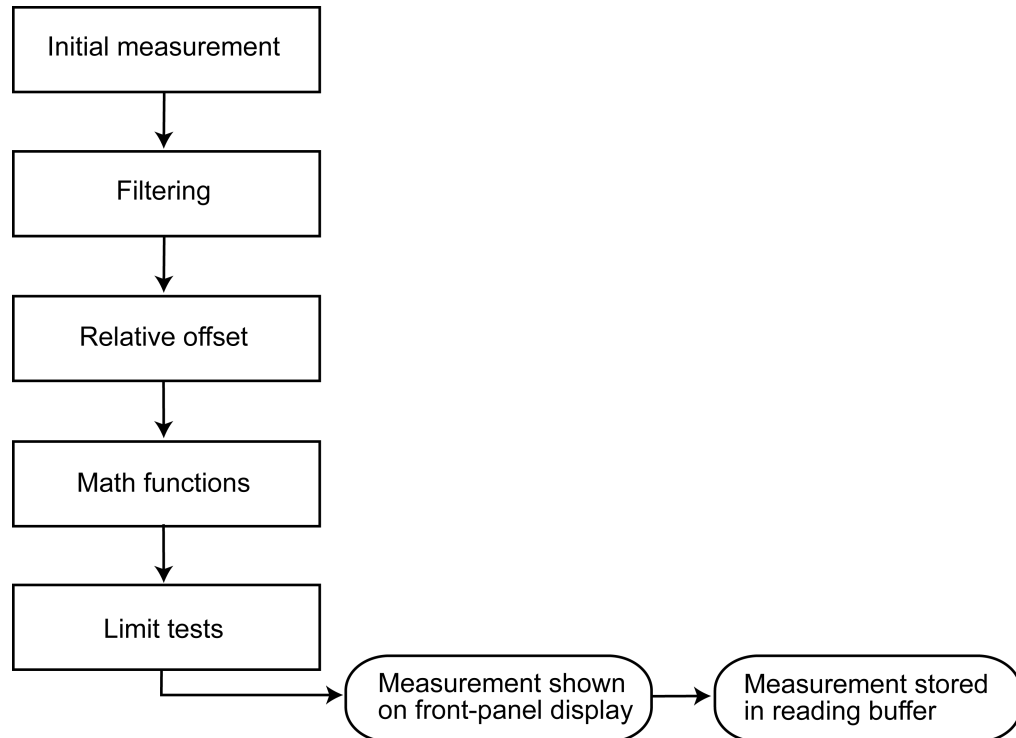 Initial measurement
Filtering
Relative offset
Math functions
Limit tests
Measurement shown
on front-panel display
Measurement stored
in reading buffer